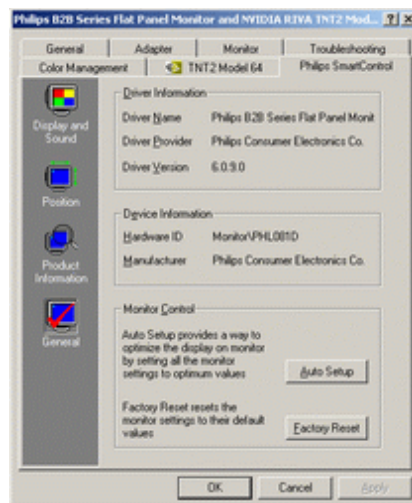 Philips B2B Series Flat Panel Monitor and NVIDIA RIVA TNT2 Mod...
General Adapter Monitor Troubleshooting
Color Management TNT2 Model 64 Philips SmartControl
Display and Sound
Position
Product Information
General
Driver Information
Driver Name Philips B2B Series Flat Panel Monit
Driver Provider Philips Consumer Electronics Co.
Driver Version 6.0.9.0
Device Information
Hardware ID Monitor\PHL081D
Manufacturer Philips Consumer Electronics Co.
Monitor Control
Auto Setup provides a way to
optimize the display on monitor
by setting all the monitor
settings to optimum values
Auto Setup
Factory Reset resets the
monitor settings to their default
values
Factory Reset
OK Cancel Apply